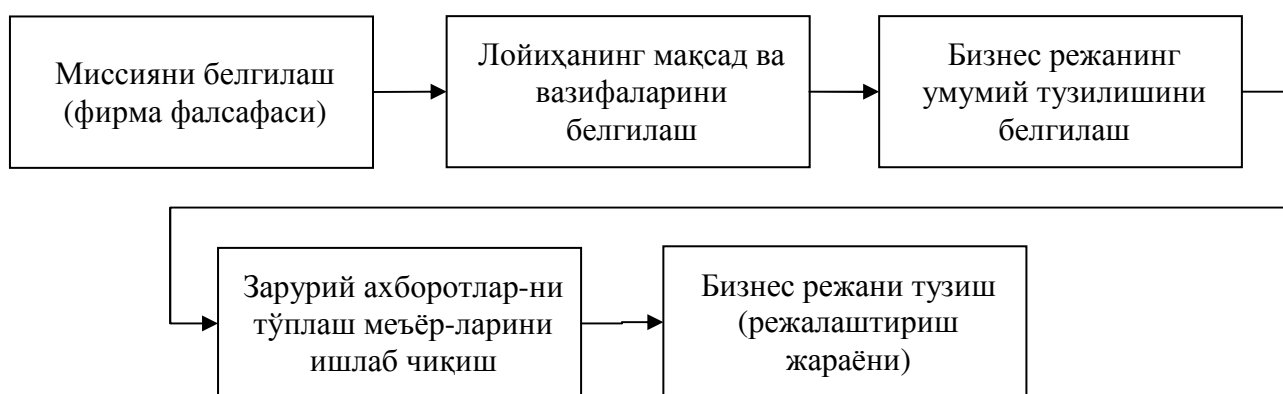 Миссияни белгилаш
(фирма фалсафаси)
Лойиҳанинг мақсад ва
вазифаларини
белгилаш
Бизнес режанинг
умумий тузилишини
белгилаш
Зарурий ахборотлар-ни
тўплаш меъёр-ларини
ишлаб чиқиш
Бизнес режани тузиш
(режалаштириш
жараёни)